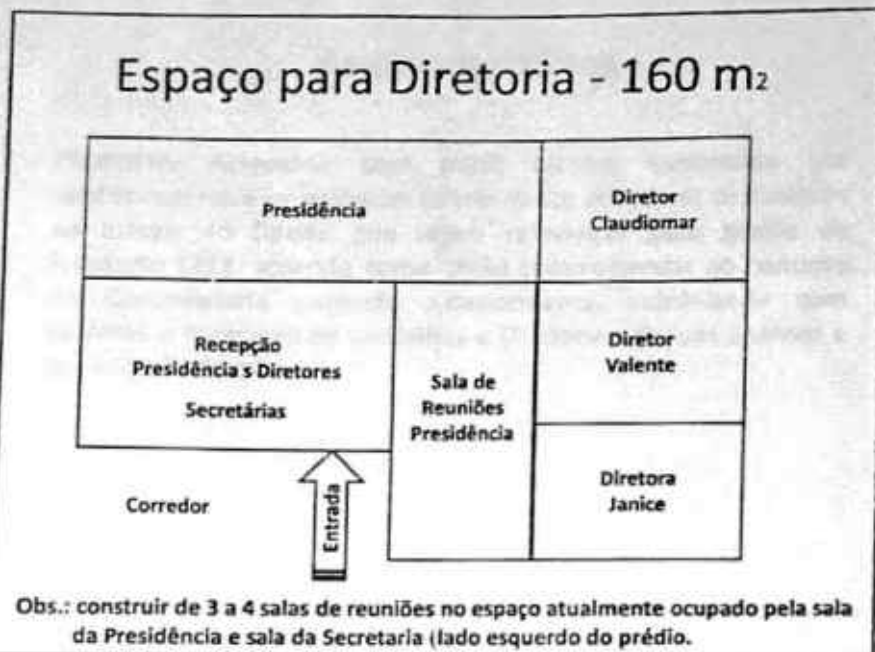 Espaço para Diretoria - 160 m2
Presidência
Diretor
Claudiomar
Recepção
Presidência s Diretores
Secretárias
Sala de
Reuniões
Presidência
Diretor
Valente
Diretora
Janice
Corredor
Entrada
Obs.: construir de 3 a 4 salas de reuniões no espaço atualmente ocupado pela sala
da Presidência e sala da Secretaria (lado esquerdo do prédio.